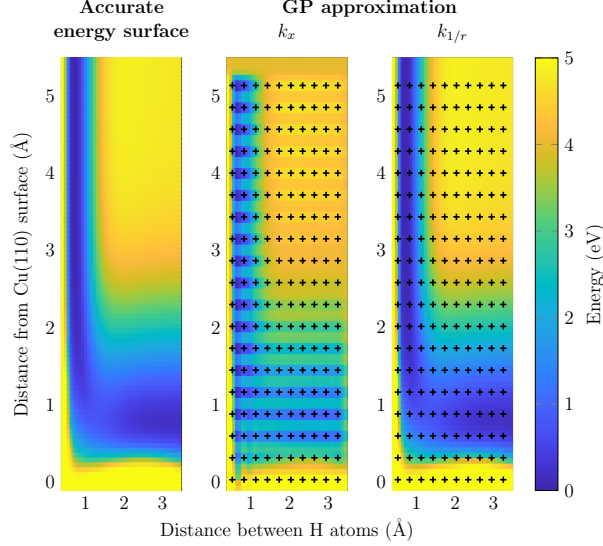 Accurate
energy surface
GP approximation
k_x
k_{1/r}
Distance from Cu(110) surface (Å)
5
4
3
2
1
0
1 2 3
5
4
3
2
1
0
1 2 3
5
4
3
2
1
0
1 2 3
Distance between H atoms (Å)
5
4
3
2
1
0
Energy (eV)